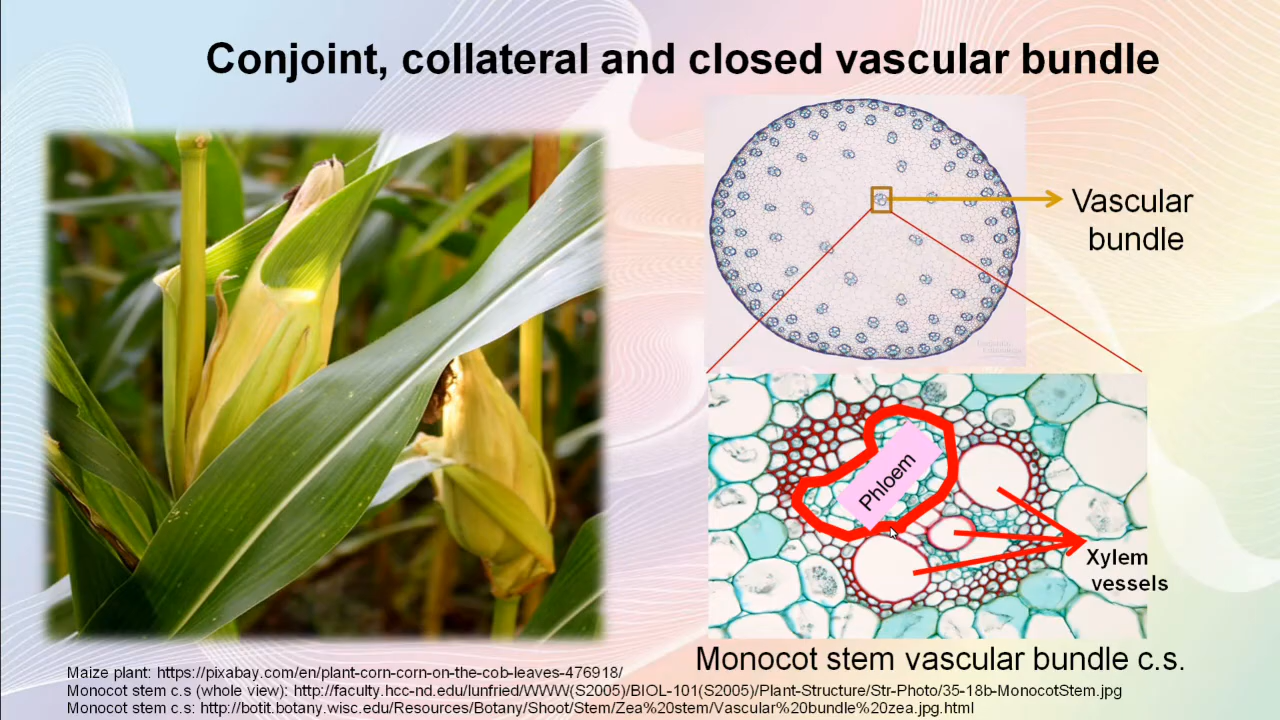 Conjoint, collateral and closed vascular bundle
Vascular
bundle
Phloem
Xylem
vessels
Monocot stem vascular bundle c.s.
Maize plant: https://pixabay.com/en/plant-corn-corn-on-the-cob-leaves-476918/
Monocot stem c.s (whole view): http://faculty.hcc-nd.edu/lunfried/WWW(S2005)/BIOL-101(S2005)/Plant-Structure/Str-Photo/35-18b-MonocotStem.jpg
Monocot stem c.s: http://botit.botany.wisc.edu/Resources/Botany/Shoot/Stem/Zea%20stem/Vascular%20bundle%20zea.jpg.html